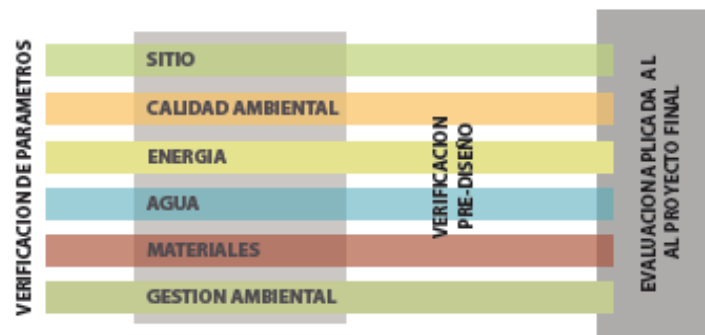 VERIFICACION DE PARAMETROS
SITIO
CALIDAD AMBIENTAL
ENERGIA
AGUA
MATERIALES
GESTION AMBIENTAL
VERIFICACION
PRE-DISEÑO
EVALUACION APLICADA AL
AL PROYECTO FINAL